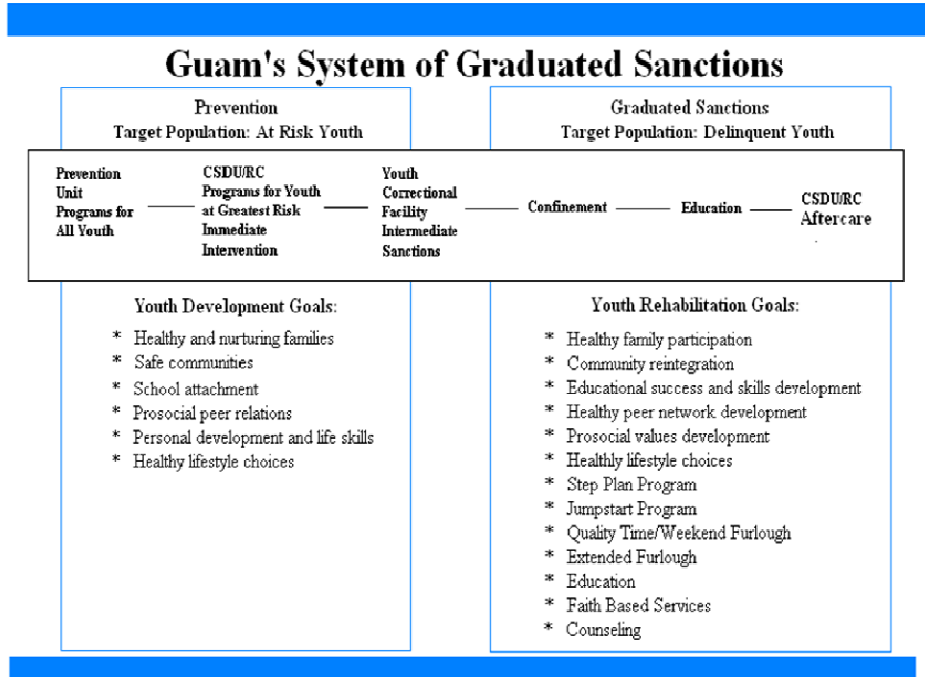 Guam's System of Graduated Sanctions
Prevention
Target Population: At Risk Youth
Graduated Sanctions
Target Population: Delinquent Youth
Prevention
Unit
Programs for
All Youth
CSDU/RC
Programs for Youth
at Greatest Risk
Immediate
Intervention
Youth
Correctional
Facility
Intermediate
Sanctions
Confinement
Education
CSDU/RC
Aftercare
Youth Development Goals:
* Healthy and nurturing families
* Safe communities
* School attachment
* Prosocial peer relations
* Personal development and life skills
* Healthy lifestyle choices
Youth Rehabilitation Goals:
* Healthy family participation
* Community reintegration
* Educational success and skills development
* Healthy peer network development
* Prosocial values development
* Healthly lifestyle choices
* Step Plan Program
* Jumpstart Program
* Quality Time/Weekend Furlough
* Extended Furlough
* Education
* Faith Based Services
* Counseling